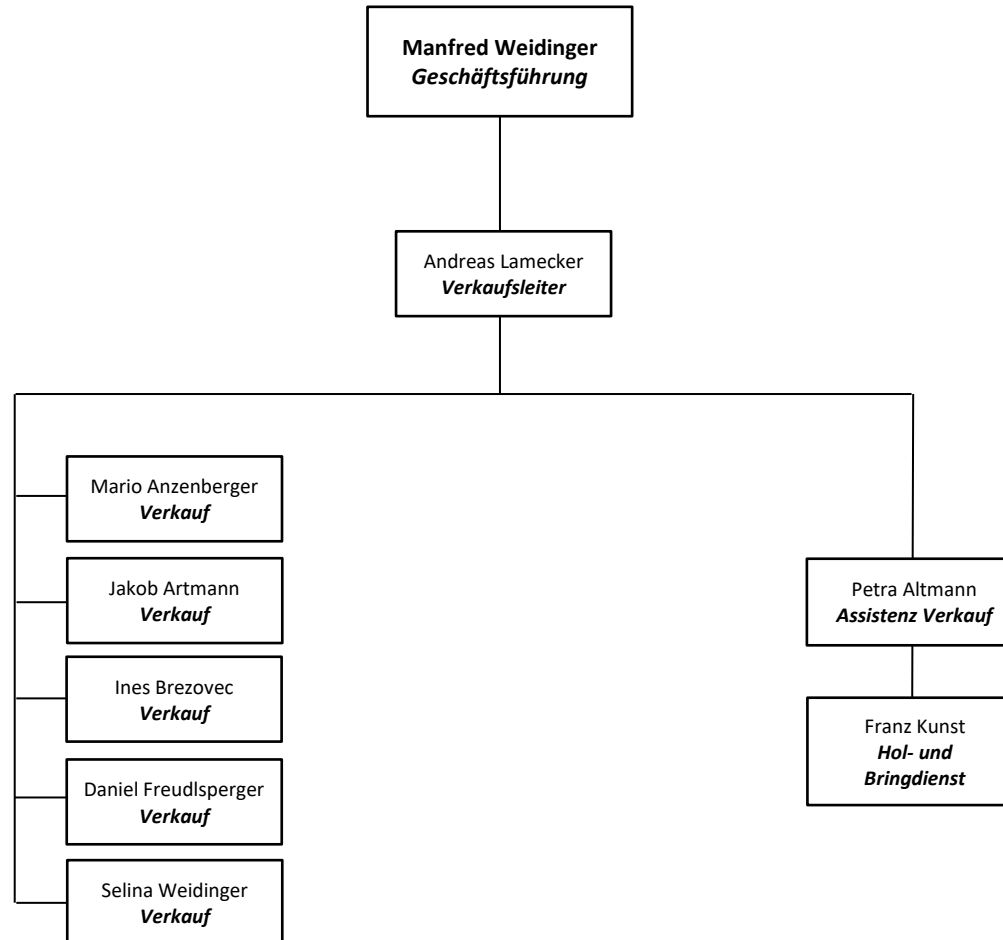 Manfred Weidinger
Geschäftsführung
Andreas Lamecker
Verkaufsleiter
Mario Anzenberger
Verkauf
Jakob Artmann
Verkauf
Ines Brezovec
Verkauf
Daniel Freudlsperger
Verkauf
Selina Weidinger
Verkauf
Petra Altmann
Assistenz Verkauf
Franz Kunst
Hol- und
Bringdienst